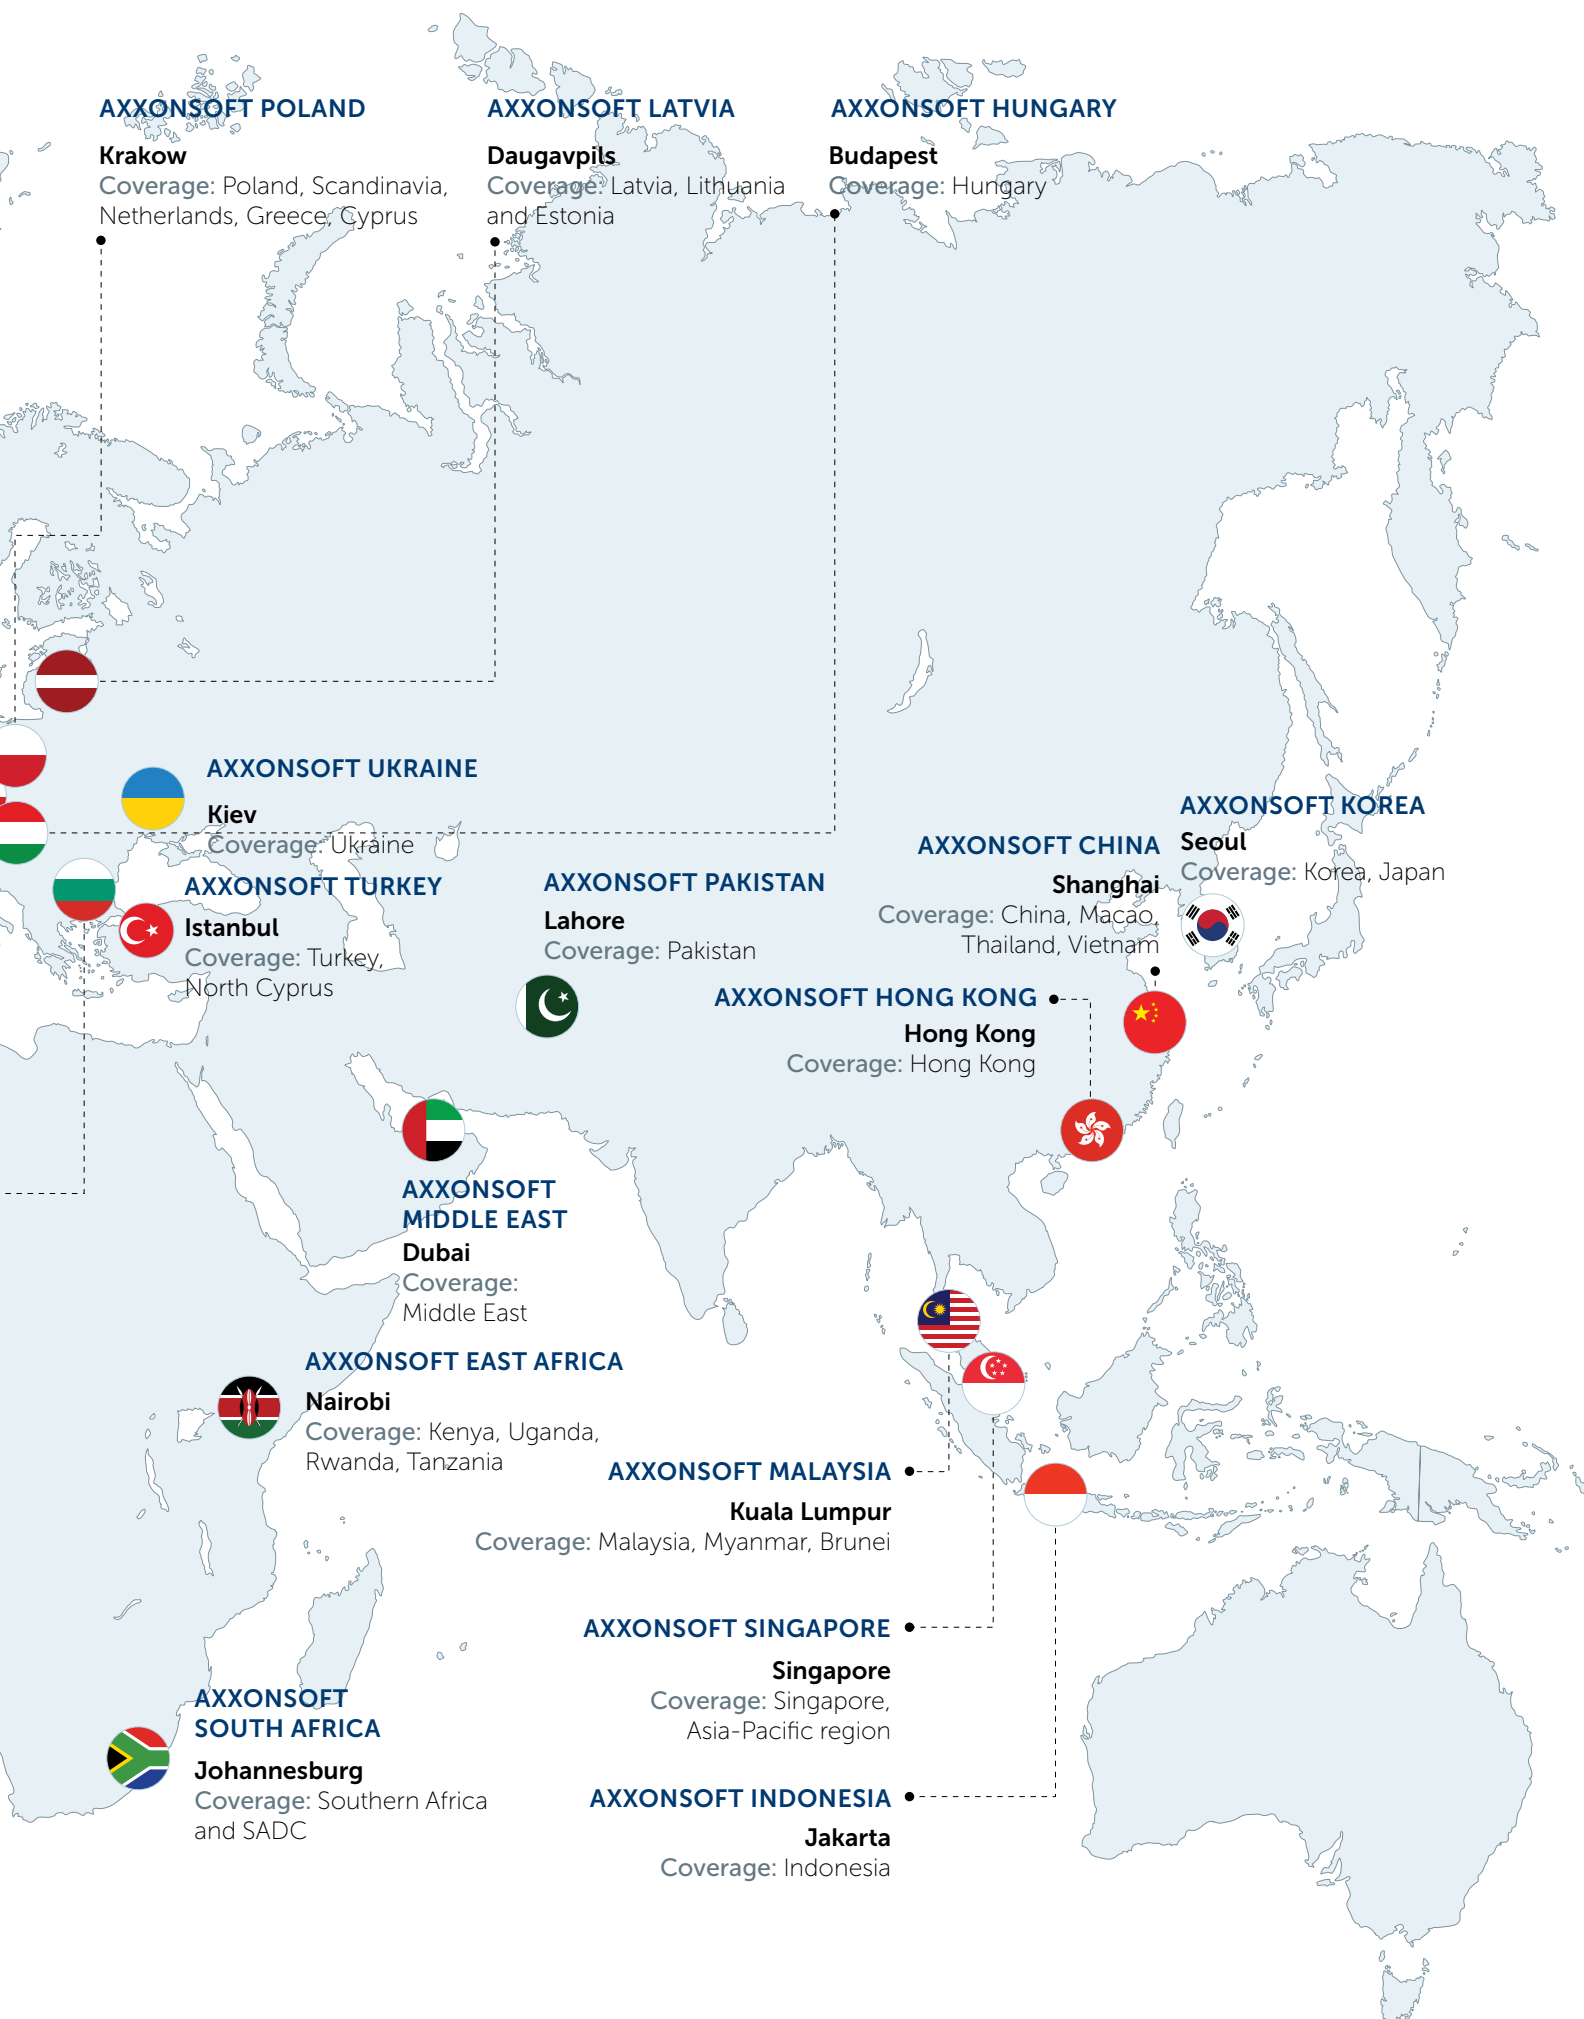 AXXONSOFT POLAND
Krakow
Coverage: Poland, Scandinavia,
Netherlands, Greece, Cyprus
AXXONSOFT LATVIA
Daugavpils
Coverage: Latvia, Lithuania
and Estonia
AXXONSOFT HUNGARY
Budapest
Coverage: Hungary
AXXONSOFT UKRAINE
Kiev
Coverage: Ukraine
AXXONSOFT TURKEY
Istanbul
Coverage: Turkey,
North Cyprus
AXXONSOFT PAKISTAN
Lahore
Coverage: Pakistan
AXXONSOFT CHINA
Shanghai
Coverage: China, Macao,
Thailand, Vietnam
AXXONSOFT KOREA
Seoul
Coverage: Korea, Japan
AXXONSOFT HONG KONG
Hong Kong
Coverage: Hong Kong
AXXONSOFT
MIDDLE EAST
Dubai
Coverage:
Middle East
AXXONSOFT EAST AFRICA
Nairobi
Coverage: Kenya, Uganda,
Rwanda, Tanzania
AXXONSOFT MALAYSIA
Kuala Lumpur
Coverage: Malaysia, Myanmar, Brunei
AXXONSOFT SINGAPORE
Singapore
Coverage: Singapore,
Asia-Pacific region
AXXONSOFT
SOUTH AFRICA
Johannesburg
Coverage: Southern Africa
and SADC
AXXONSOFT INDONESIA
Jakarta
Coverage: Indonesia